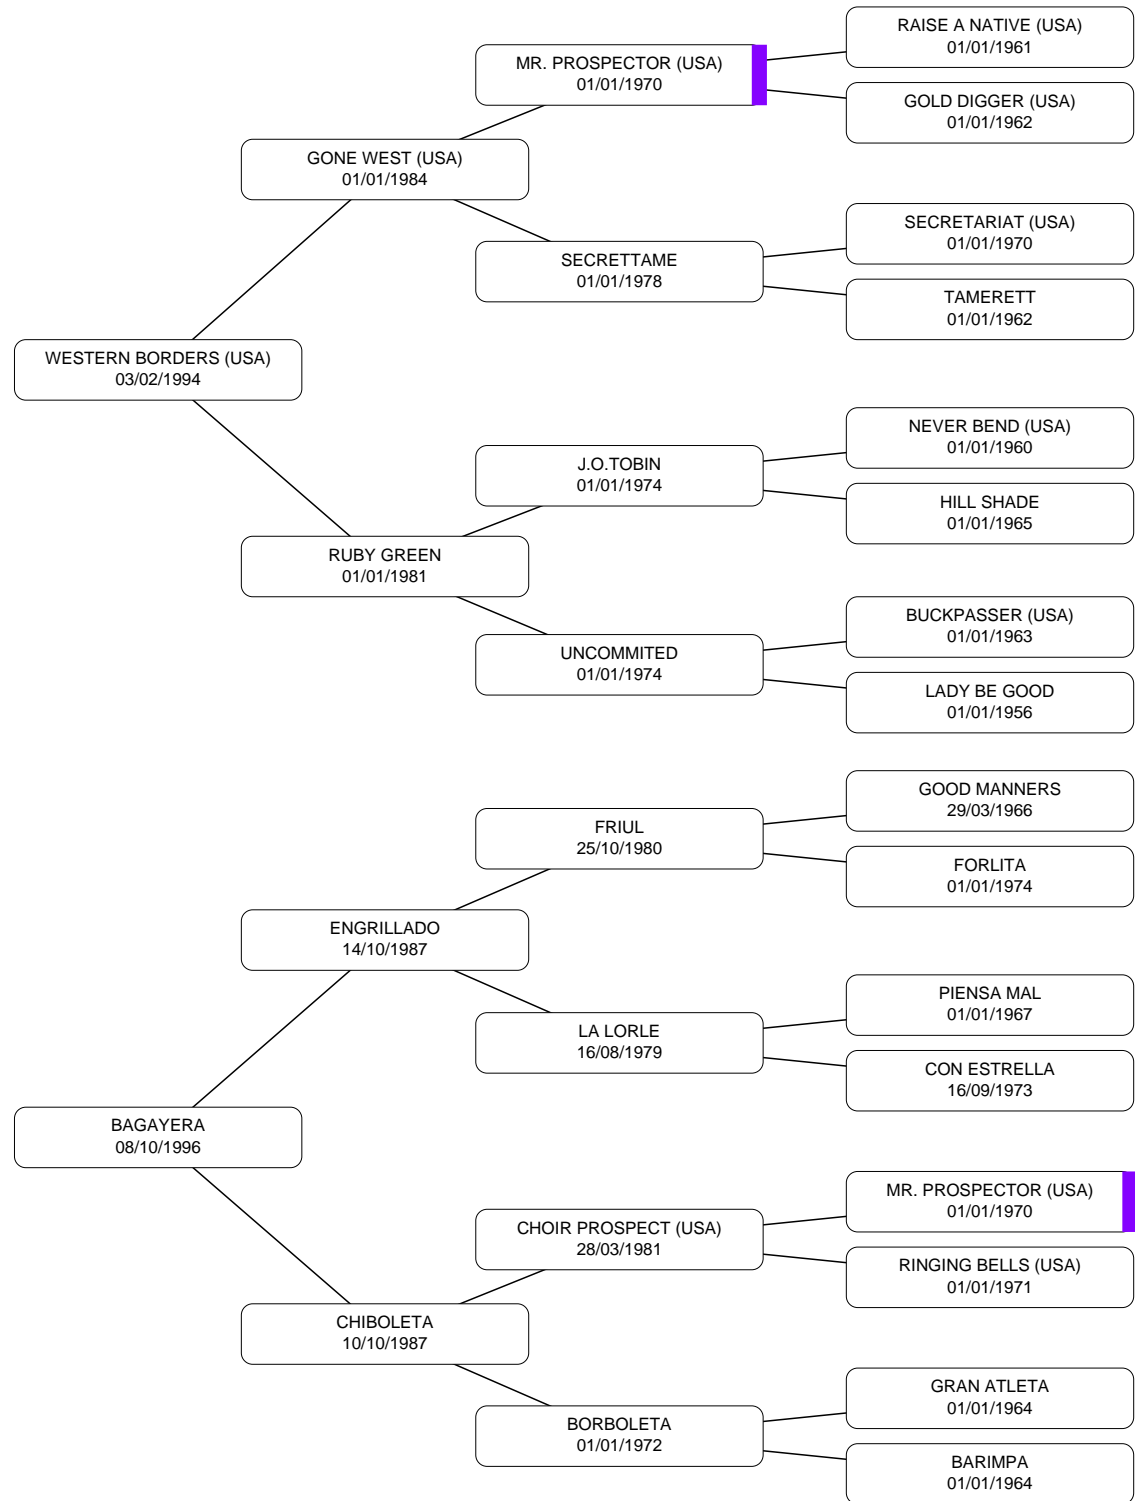 RAISE A NATIVE (USA)
01/01/1961
MR. PROSPECTOR (USA)
01/01/1970
GOLD DIGGER (USA)
01/01/1962
GONE WEST (USA)
01/01/1984
SECRETARIAT (USA)
01/01/1970
SECRETTAME
01/01/1978
TAMERETT
01/01/1962
WESTERN BORDERS (USA)
03/02/1994
NEVER BEND (USA)
01/01/1960
J.O.TOBIN
01/01/1974
HILL SHADE
01/01/1965
RUBY GREEN
01/01/1981
BUCKPASSER (USA)
01/01/1963
UNCOMMITED
01/01/1974
LADY BE GOOD
01/01/1956
GOOD MANNERS
29/03/1966
FRIUL
25/10/1980
FORLITA
01/01/1974
ENGRILLADO
14/10/1987
PIENSA MAL
01/01/1967
LA LORLE
16/08/1979
CON ESTRELLA
16/09/1973
BAGAYERA
08/10/1996
MR. PROSPECTOR (USA)
01/01/1970
CHOIR PROSPECT (USA)
28/03/1981
RINGING BELLS (USA)
01/01/1971
CHIBOLETA
10/10/1987
GRAN ATLETA
01/01/1964
BORBOLETA
01/01/1972
BARIMPA
01/01/1964